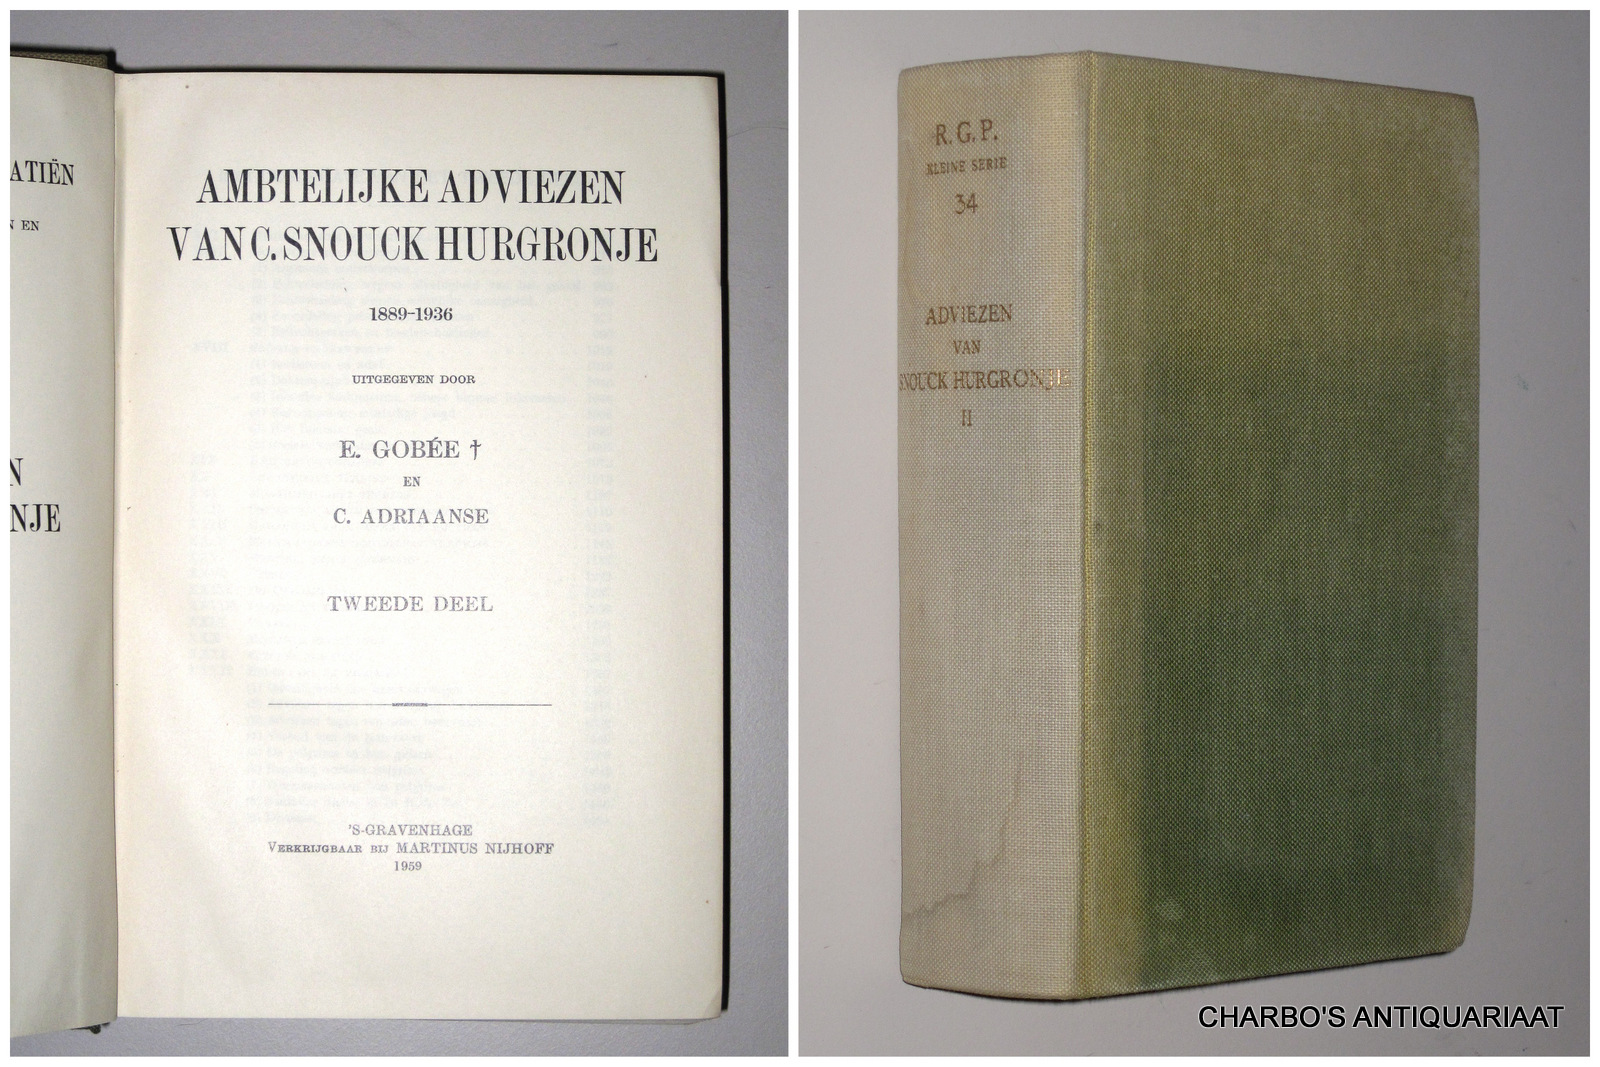 ATIËN
N EN
N
NJE
AMBTELIJKE ADVIEZEN
VAN C. SNOUCK HURGRONJE
1889-1936
UITGEGEVEN DOOR
E. GOBÉE †
EN
C. ADRIAANSE
TWEEDE DEEL
'S-GRAVENHAGE
VERKRIJGBAAR BIJ MARTINUS NIJHOFF
1959
R. G. P.
KLEINE SERIE
34
ADVIEZEN
VAN
SNOUCK HURGRONJE
II
CHARBO'S ANTIQUARIAAT